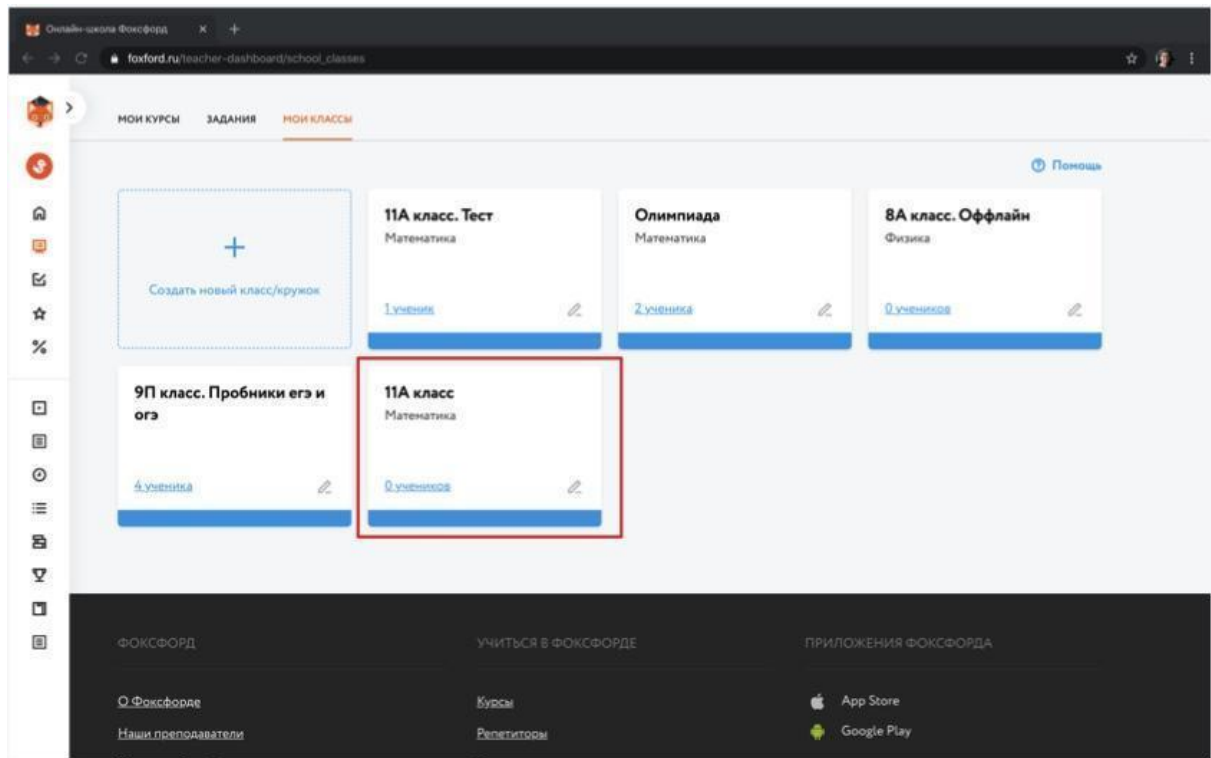 Онлайн-школа Фоксфорд
foxford.ru/teacher-dashboard/school_classes
МОИ КУРСЫ ЗАДАНИЯ МОИ КЛАССЫ
Помощь
Создать новый класс/кружок
11А класс. Тест
Математика
1 ученик
Олимпиада
Математика
2 ученика
8А класс. Оффлайн
Физика
0 учеников
9П класс. Пробники егэ и
огэ
4 ученика
11А класс
Математика
0 учеников
ФОКСФОРД
О Фоксфорде
Наши преподаватели
УЧИТЬСЯ В ФОКСФОРДЕ
Курсы
Репетиторы
ПРИЛОЖЕНИЯ ФОКСФОРДА
App Store
Google Play